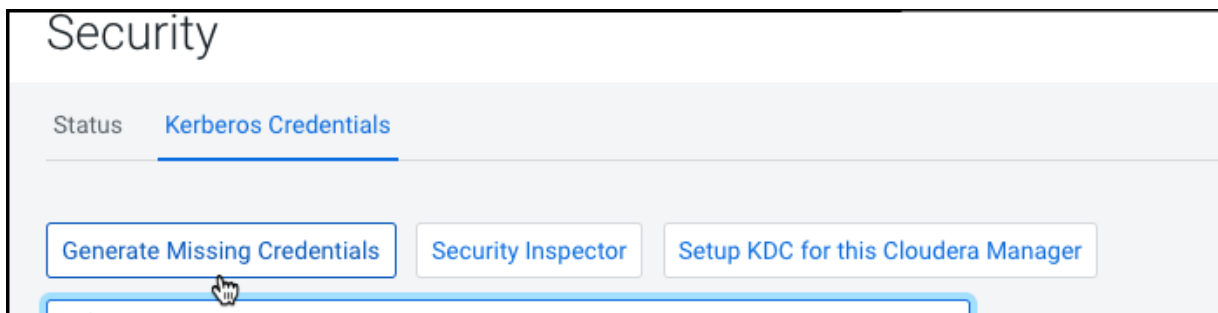 Security
Status Kerberos Credentials
Generate Missing Credentials Security Inspector Setup KDC for this Cloudera Manager